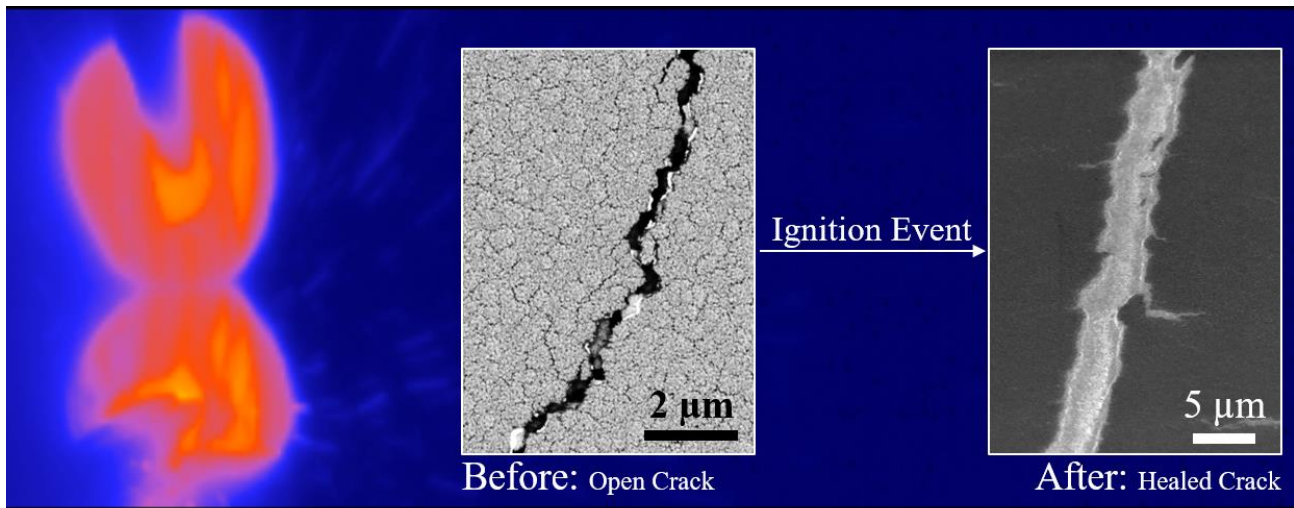 2 µm
Ignition Event
5 µm
Before: Open Crack
After: Healed Crack